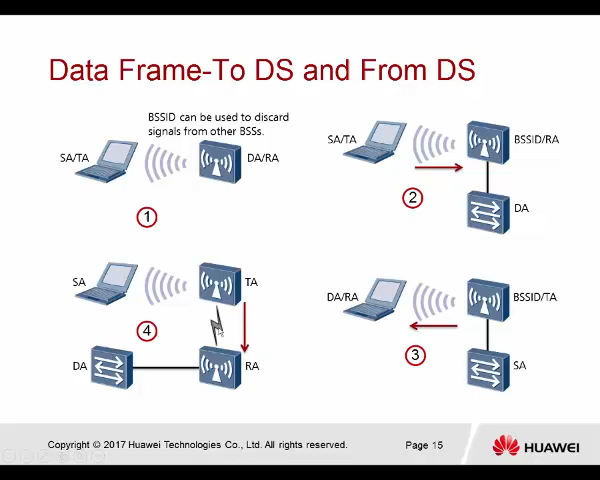 Data Frame-To DS and From DS
BSSID can be used to discard
signals from other BSSs.
SA/TA
DA/RA
1
SA/TA
BSSID/RA
2
DA
SA
TA
4
DA
RA
DA/RA
BSSID/TA
3
SA
Copyright © 2017 Huawei Technologies Co., Ltd. All rights reserved.
Page 15
HUAWEI